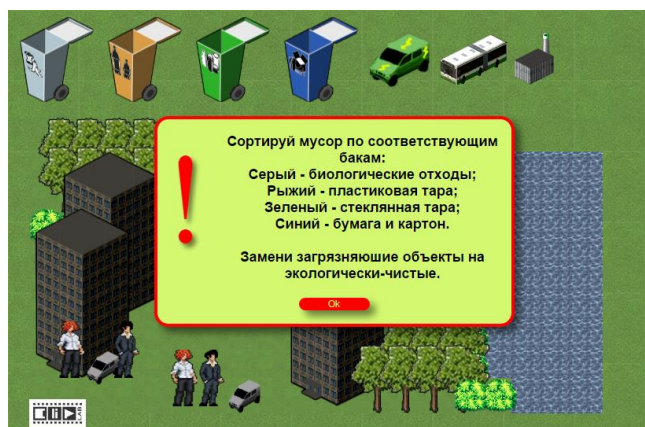 Сортируй мусор по соответствующим
бакам:
Серый - биологические отходы;
Рыжий - пластиковая тара;
Зеленый - стеклянная тара;
Синий - бумага и картон.
Замени загрязняюшие объекты на
экологически-чистые.
Ok